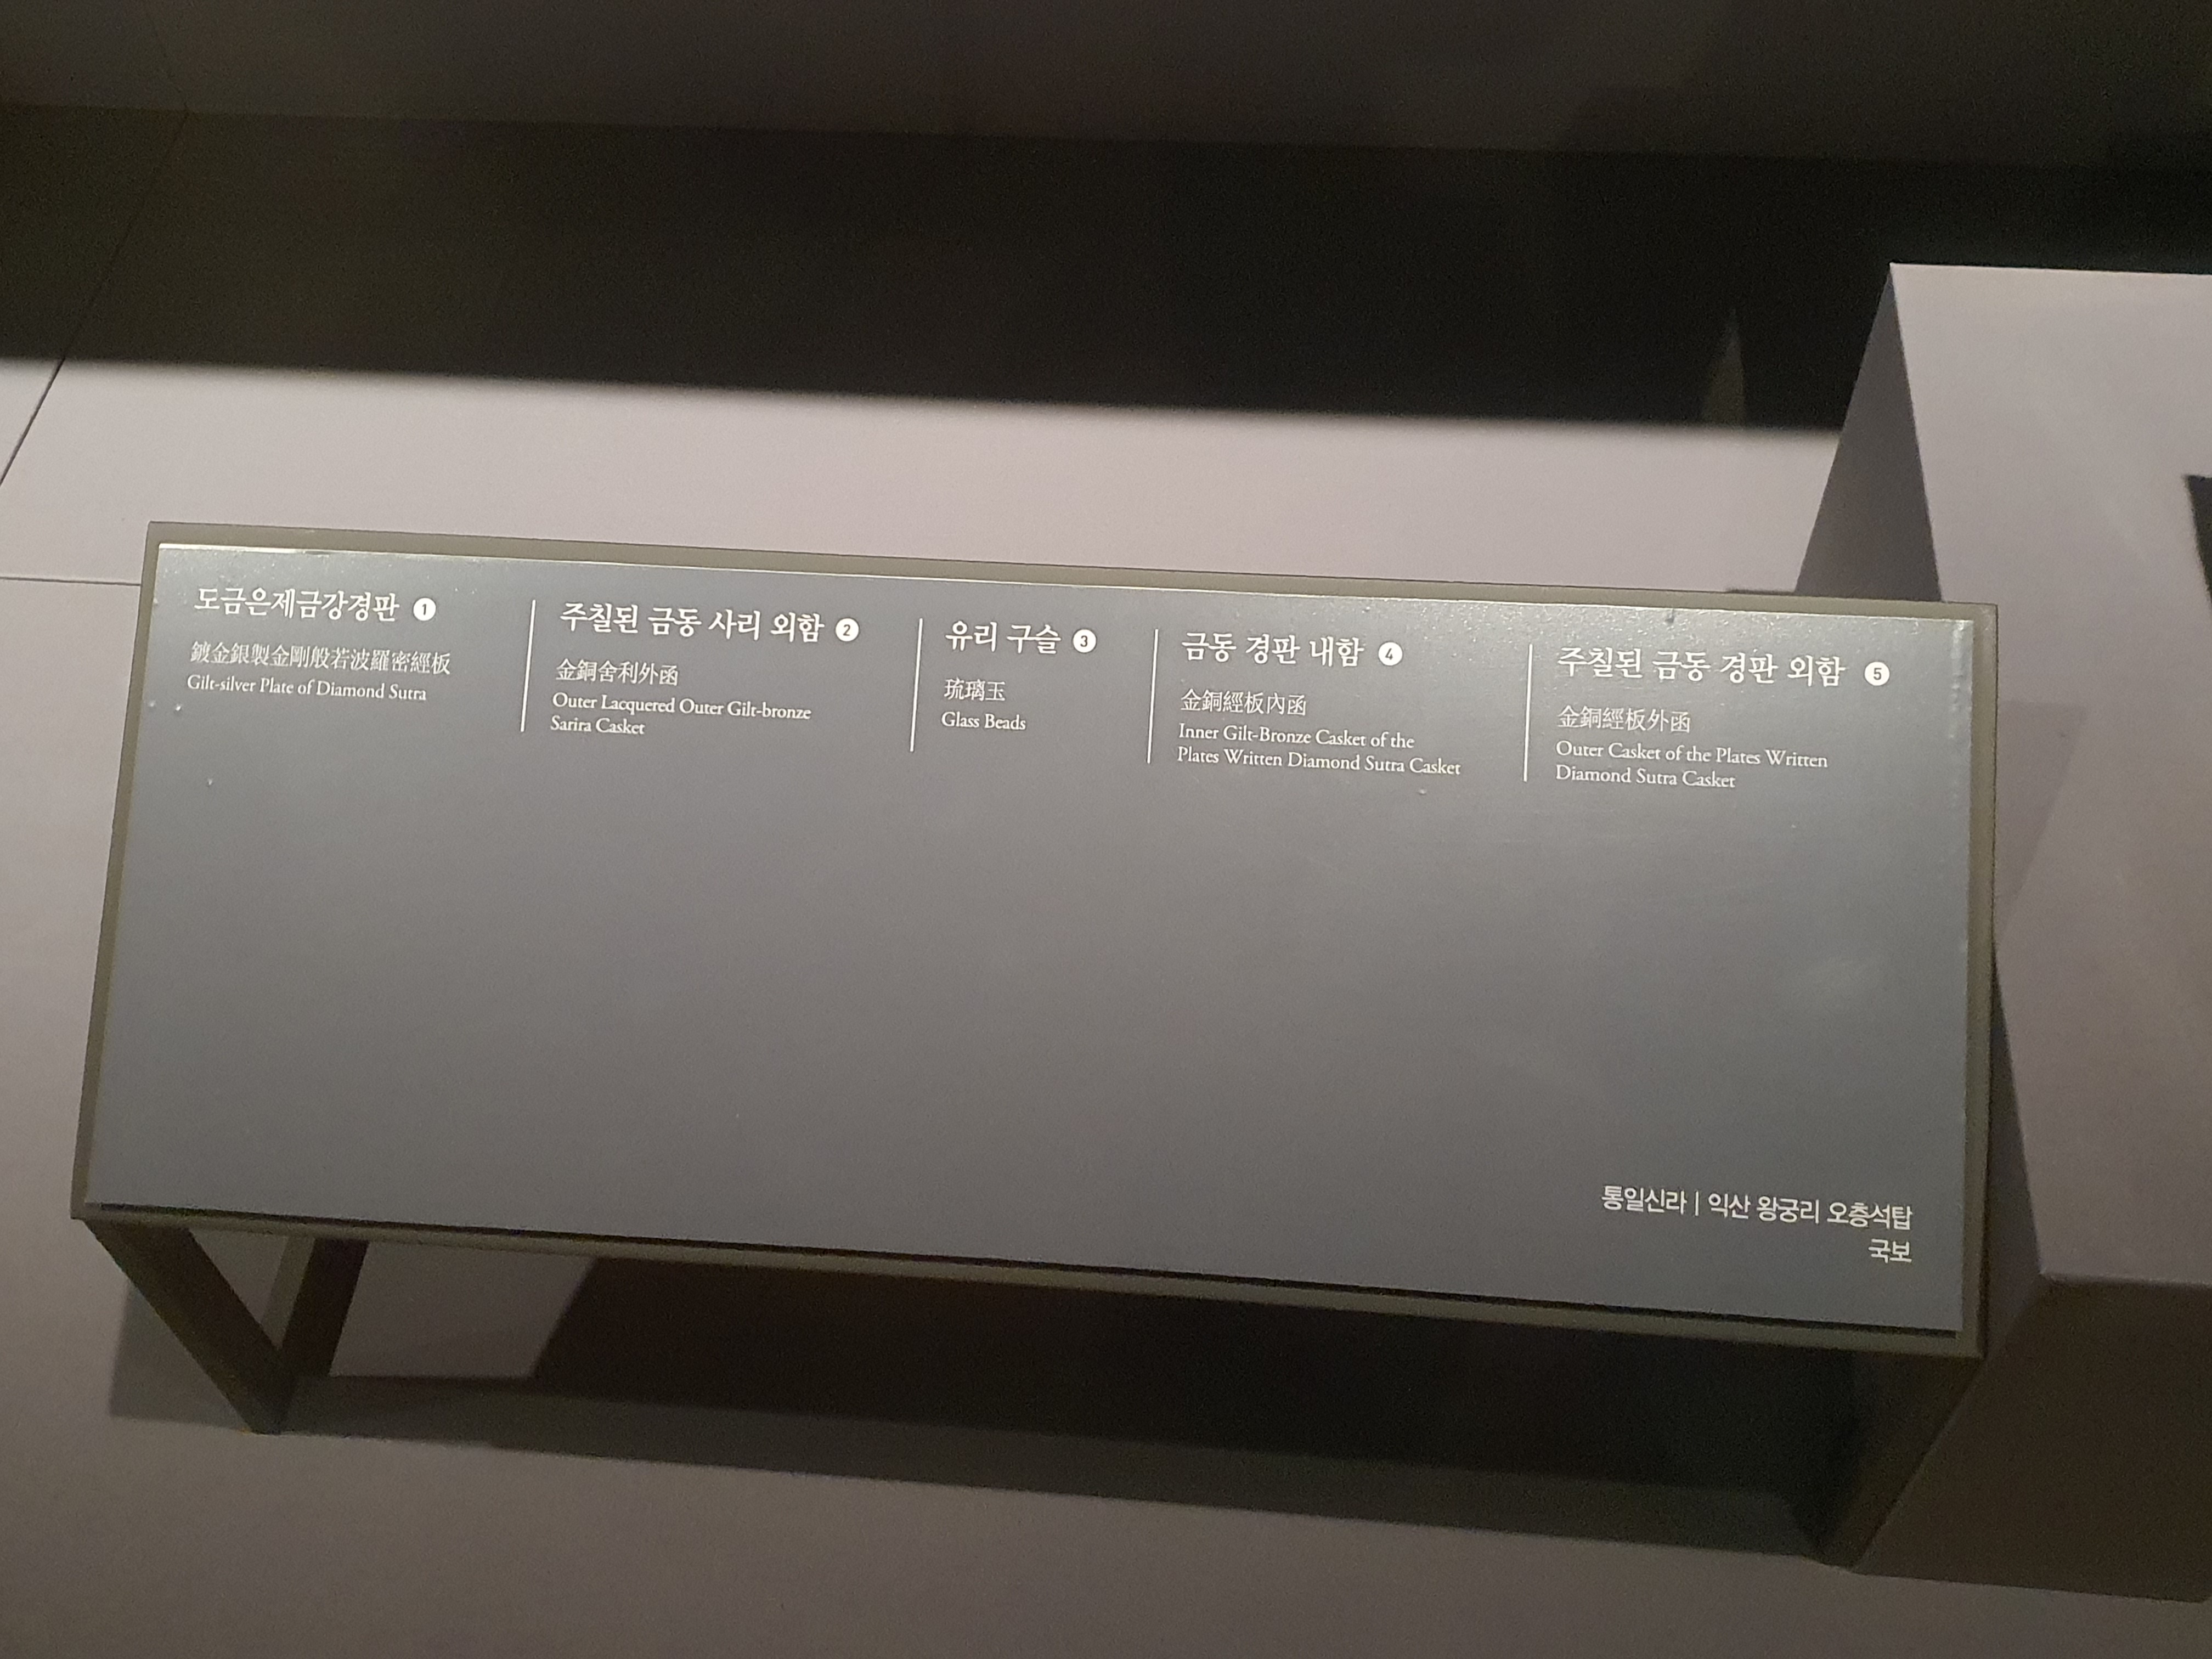 도금은제금강경판 ❶
鍍金銀製金剛般若波羅密經板
Gilt-silver Plate of Diamond Sutra
주칠된 금동 사리 외함 ❷
金銅舍利外函
Outer Lacquered Outer Gilt-bronze
Sarira Casket
유리 구슬 ❸
琉璃玉
Glass Beads
금동 경판 내함 ❹
金銅經板內函
Inner Gilt-Bronze Casket of the
Plates Written Diamond Sutra Casket
주칠된 금동 경판 외함 ❺
金銅經板外函
Outer Casket of the Plates Written
Diamond Sutra Casket
통일신라 | 익산 왕궁리 오층석탑
국보